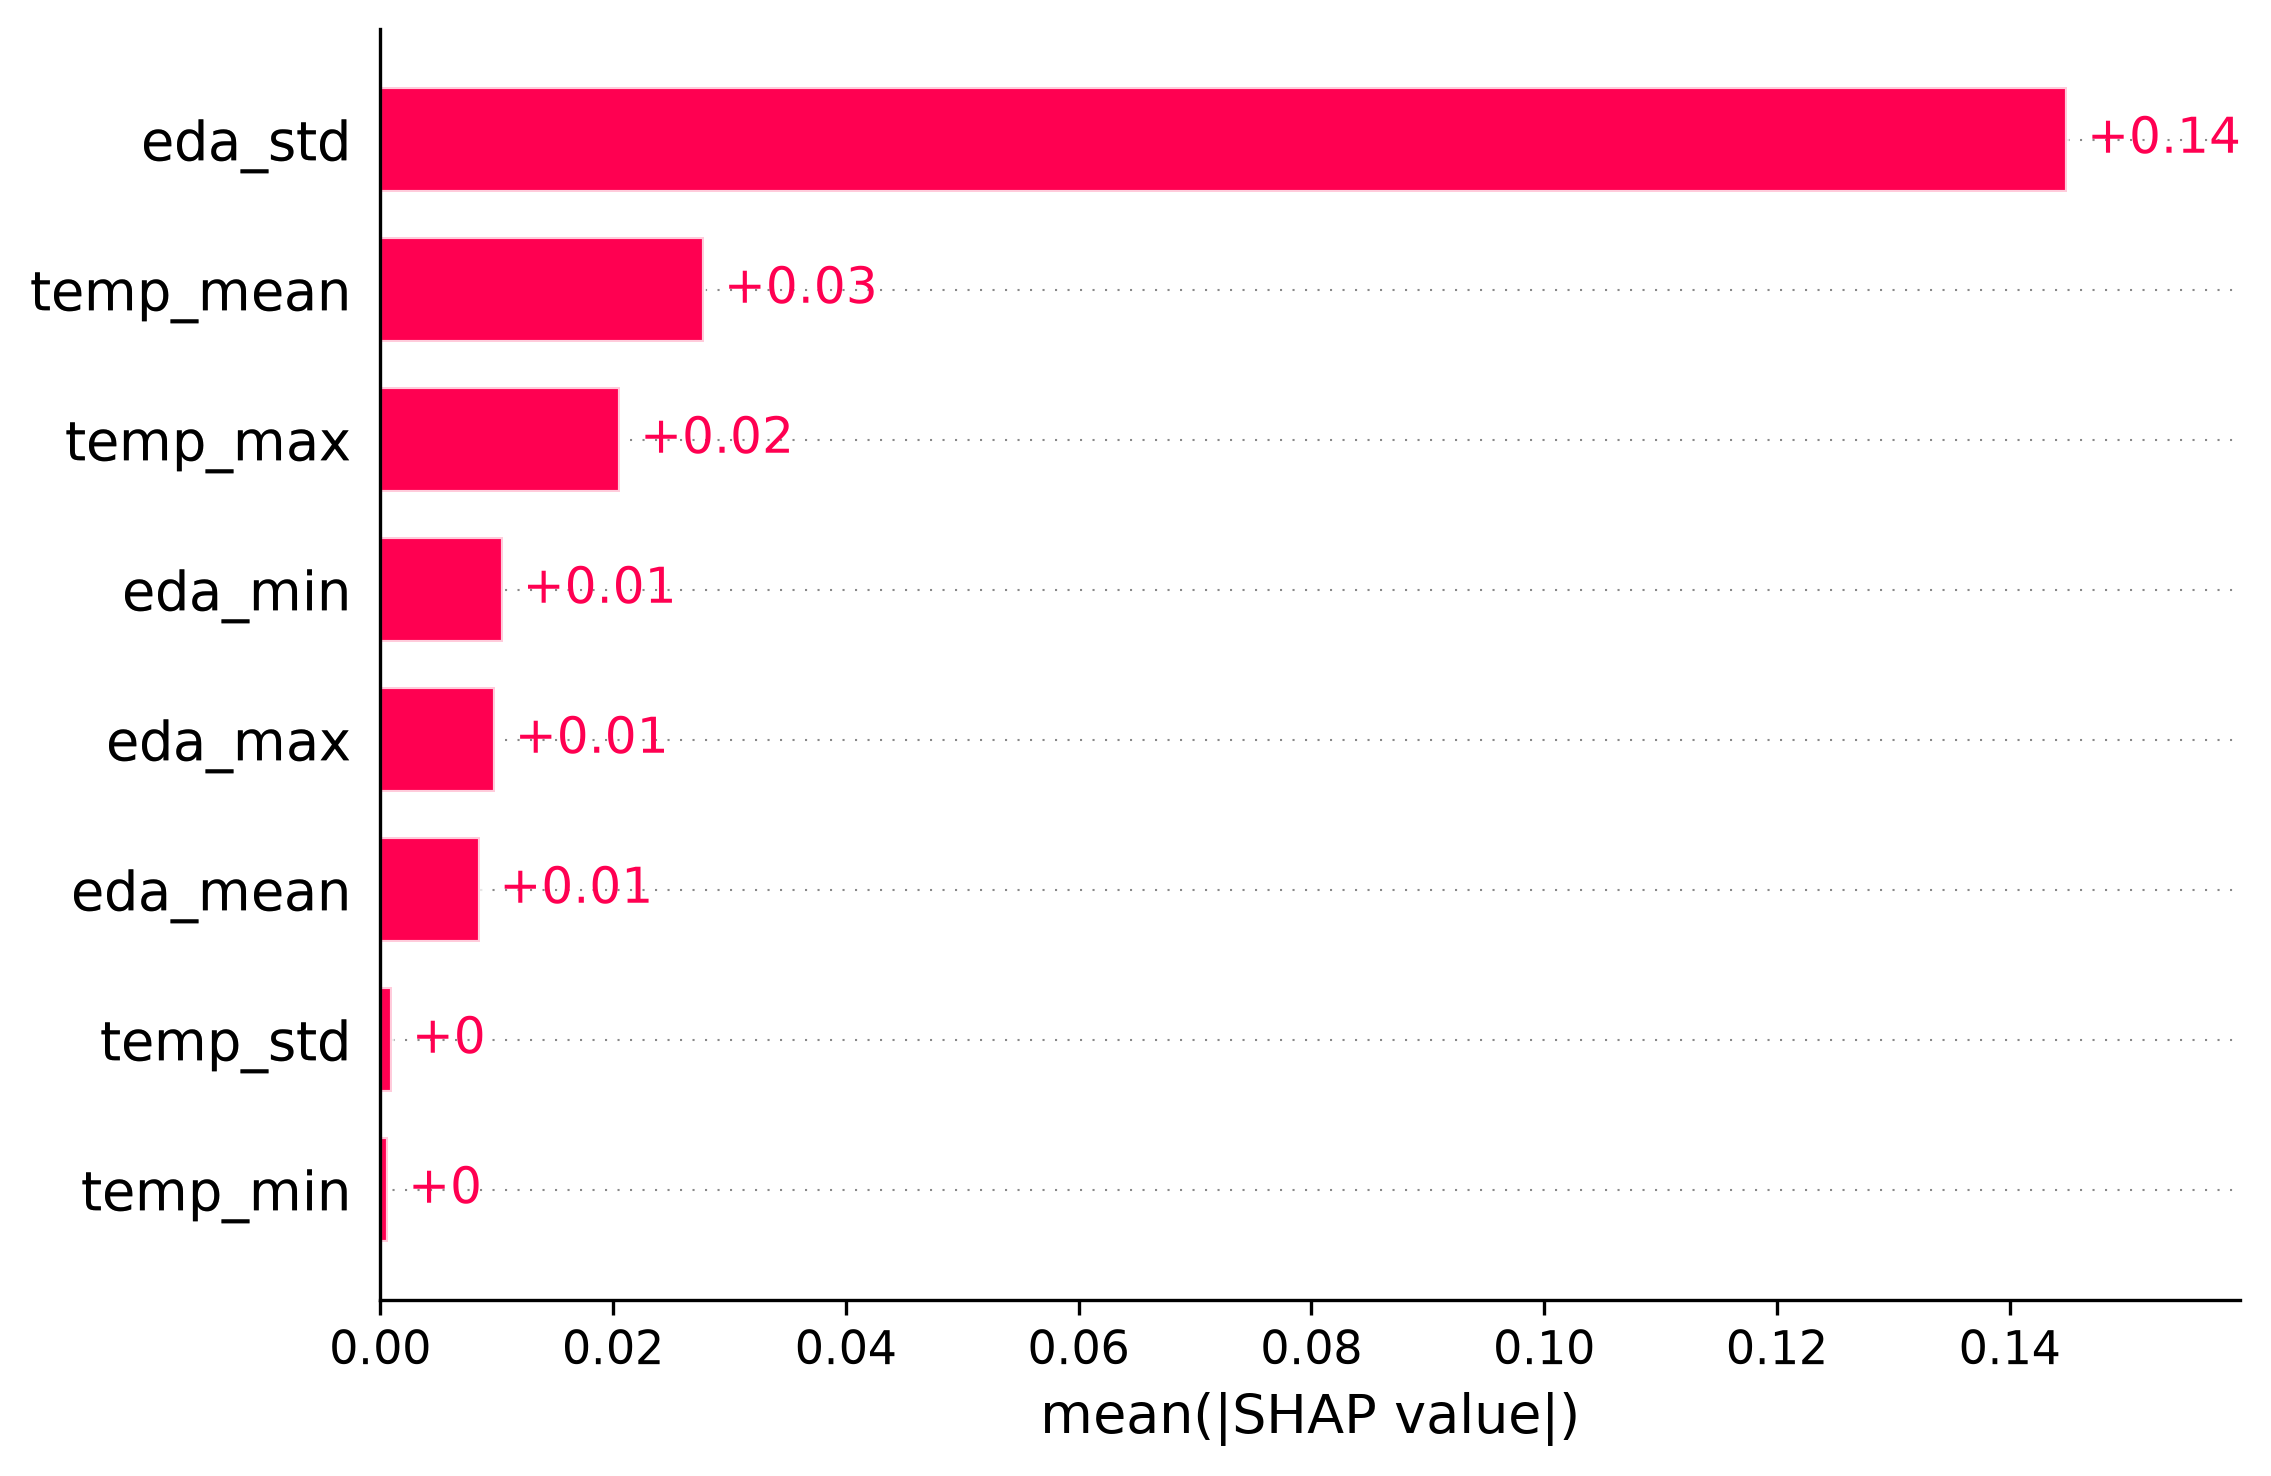 eda_std +0.14
temp_mean +0.03
temp_max +0.02
eda_min +0.01
eda_max +0.01
eda_mean +0.01
temp_std +0
temp_min +0
0.00 0.02 0.04 0.06 0.08 0.10 0.12 0.14
mean(|SHAP value|)